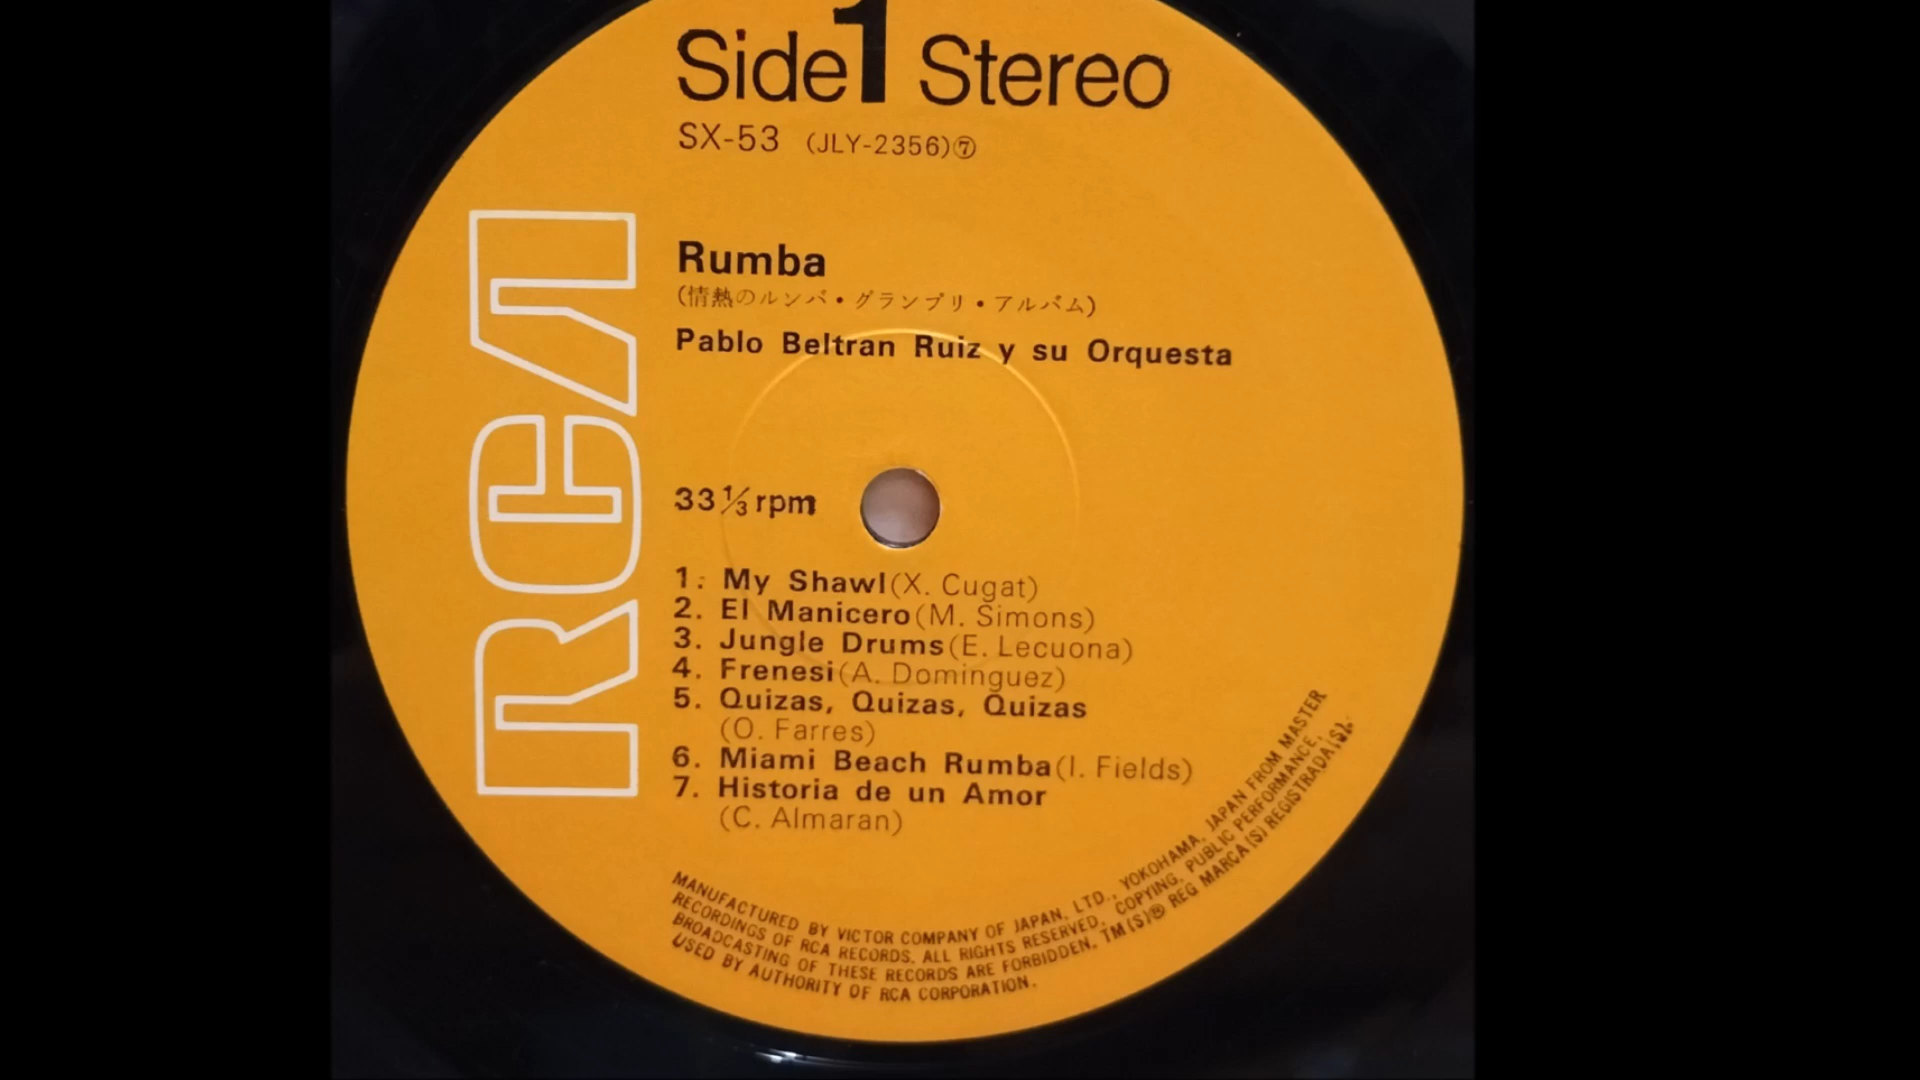 Side 1 Stereo
SX-53 (JLY-2356)⑦
RCA
Rumba
(情熱のルンバ・グランプリ・アルバム)
Pablo Beltran Ruiz y su Orquesta
33⅓rpm
1. My Shawl(X. Cugat)
2. El Manicero(M. Simons)
3. Jungle Drums(E. Lecuona)
4. Frenesi(A. Dominguez)
5. Quizas, Quizas, Quizas
(O. Farres)
6. Miami Beach Rumba(I. Fields)
7. Historia de un Amor
(C. Almaran)
MANUFACTURED BY VICTOR COMPANY OF JAPAN, LTD., YOKOHAMA, JAPAN FROM MASTER
RECORDINGS OF RCA RECORDS. ALL RIGHTS RESERVED. COPYING, PUBLIC PERFORMANCE,
BROADCASTING OF THESE RECORDS ARE FORBIDDEN. TM(S)® REG MARCA(S) REGISTRADA(S).
USED BY AUTHORITY OF RCA CORPORATION.